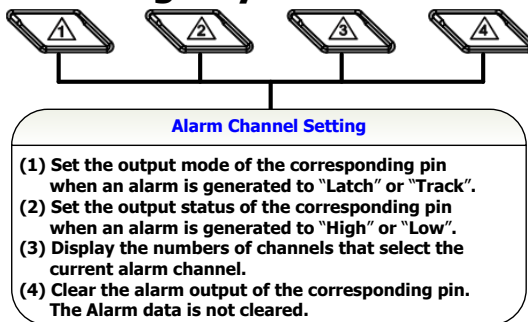 1 2 3 4
Alarm Channel Setting
(1) Set the output mode of the corresponding pin
when an alarm is generated to "Latch" or "Track".
(2) Set the output status of the corresponding pin
when an alarm is generated to "High" or "Low".
(3) Display the numbers of channels that select the
current alarm channel.
(4) Clear the alarm output of the corresponding pin.
The Alarm data is not cleared.